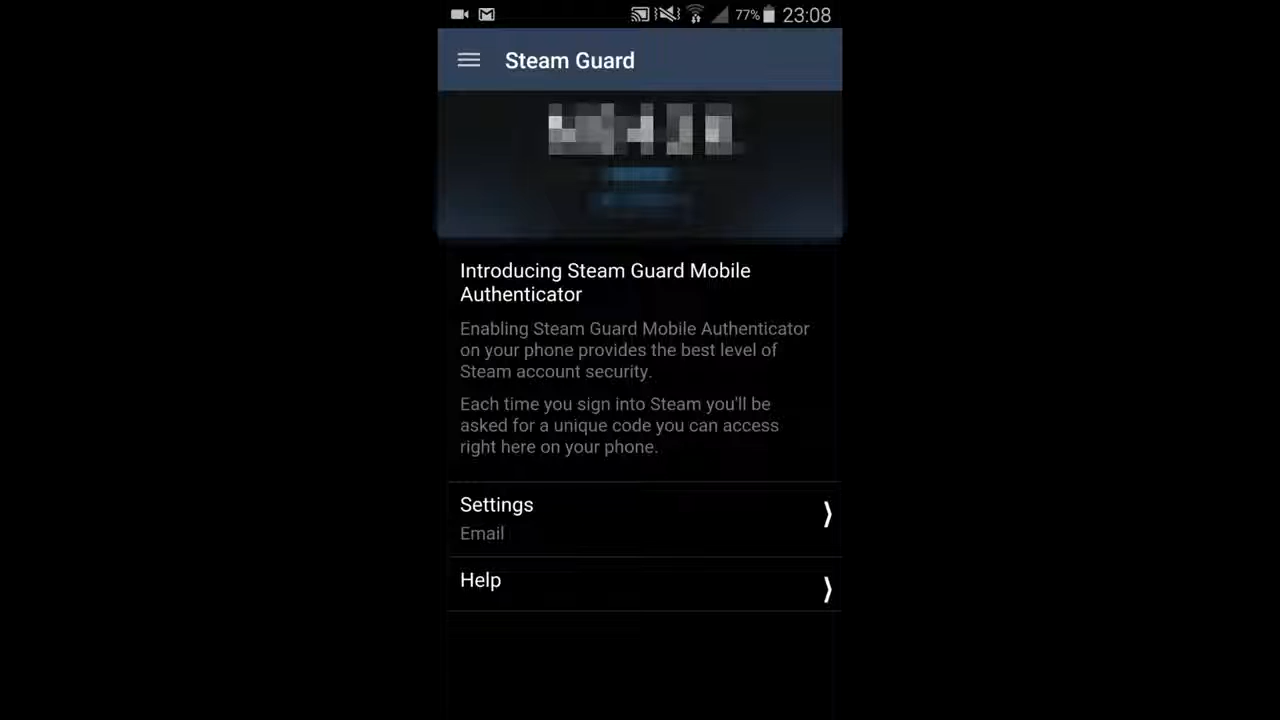 77% 23:08
Steam Guard
Introducing Steam Guard Mobile
Authenticator
Enabling Steam Guard Mobile Authenticator
on your phone provides the best level of
Steam account security.
Each time you sign into Steam you'll be
asked for a unique code you can access
right here on your phone.
Settings
Email
Help